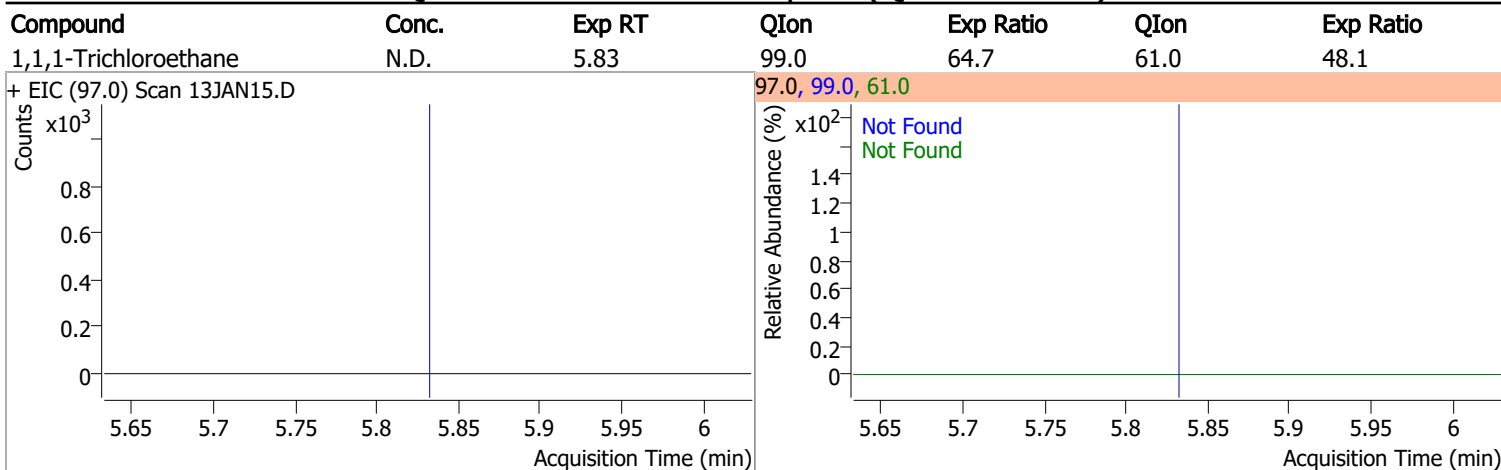 Compound Conc. Exp RT QIon Exp Ratio QIon Exp Ratio
1,1,1-Trichloroethane N.D. 5.83 99.0 64.7 61.0 48.1
+ EIC (97.0) Scan 13JAN15.D
Counts
x10³
0.8
0.6
0.4
0.2
0
5.65 5.7 5.75 5.8 5.85 5.9 5.95 6
Acquisition Time (min)
97.0, 99.0, 61.0
Relative Abundance (%)
x10²
Not Found
Not Found
1.4
1.2
1
0.8
0.6
0.4
0.2
0
5.65 5.7 5.75 5.8 5.85 5.9 5.95 6
Acquisition Time (min)